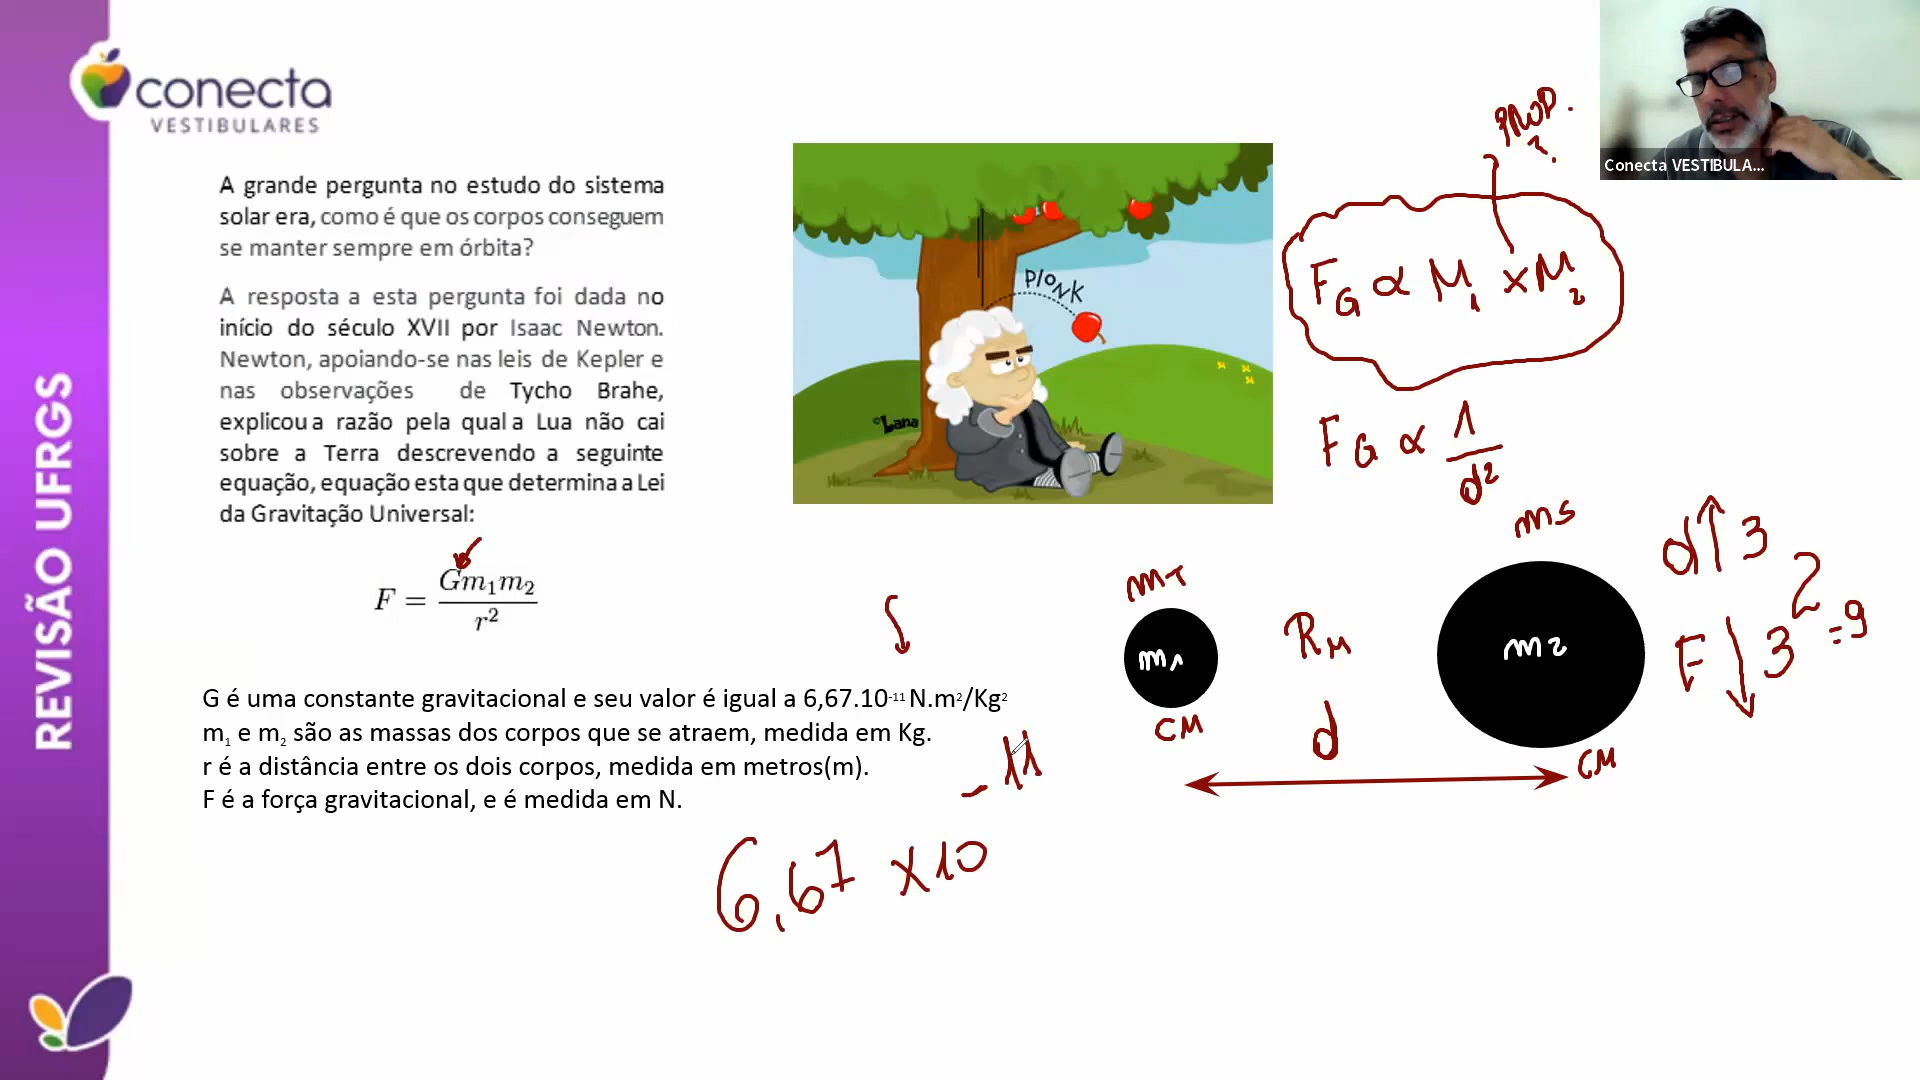 conecta
VESTIBULARES
REVISÃO UFRGS
A grande pergunta no estudo do sistema
solar era, como é que os corpos conseguem
se manter sempre em órbita?
A resposta a esta pergunta foi dada no
início do século XVII por Isaac Newton.
Newton, apoiando-se nas leis de Kepler e
nas observações de Tycho Brahe,
explicou a razão pela qual a Lua não cai
sobre a Terra descrevendo a seguinte
equação, equação esta que determina a Lei
da Gravitação Universal:
F = Gm₁m₂ / r²
G é uma constante gravitacional e seu valor é igual a 6,67.10⁻¹¹ N.m²/Kg²
m₁ e m₂ são as massas dos corpos que se atraem, medida em Kg.
r é a distância entre os dois corpos, medida em metros(m).
F é a força gravitacional, e é medida em N.
6,67 x10 -11
PLONK
©Lana
PROD.
F_G ∝ M₁ x M₂
F_G ∝ 1/d²
mT
m1
CM
RM
d
mS
m2
CM
d↑ 3
F↓ 3² = 9
Conecta VESTIBULA...